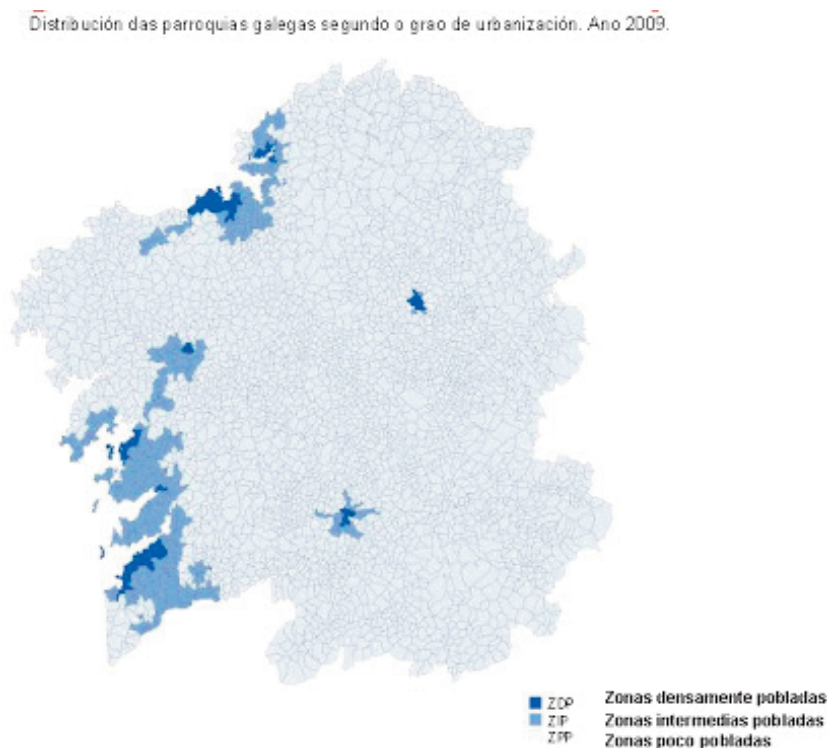 Distribución das parroquias galegas segundo o grao de urbanización. Ano 2009.
ZDP Zonas densamente pobladas
ZIP Zonas intermedias pobladas
ZPP Zonas poco pobladas